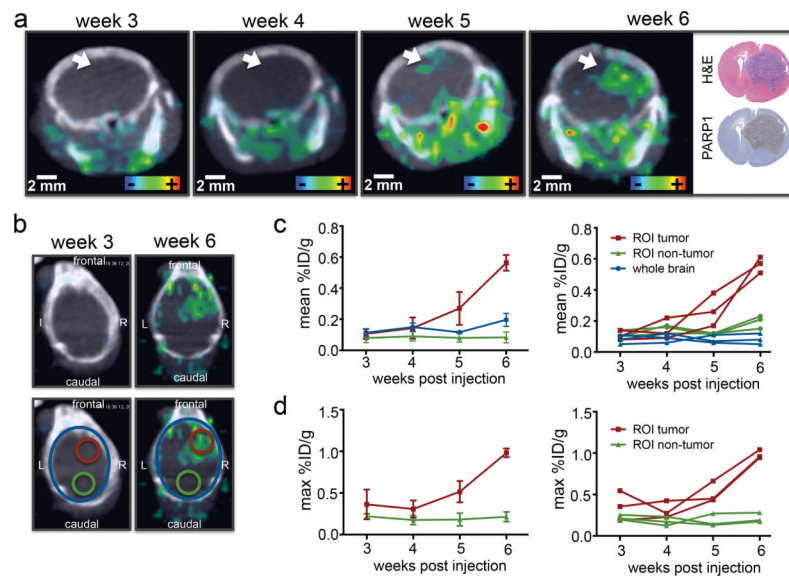 a
week 3
week 4
week 5
week 6
2 mm
- +
2 mm
- +
2 mm
- +
2 mm
- +
H&E
PARP1
b
week 3
week 6
frontal
frontal
R
L
R
caudal
caudal
frontal
frontal
L
R
L
R
caudal
caudal
c
mean %ID/g
0.8
0.6
0.4
0.2
0.0
3 4 5 6
weeks post injection
mean %ID/g
0.8
0.6
0.4
0.2
0.0
3 4 5 6
weeks post injection
ROI tumor
ROI non-tumor
whole brain
d
max %ID/g
1.5
1.0
0.5
0.0
3 4 5 6
weeks post injection
max %ID/g
1.5
1.0
0.5
0.0
3 4 5 6
weeks post injection
ROI tumor
ROI non-tumor